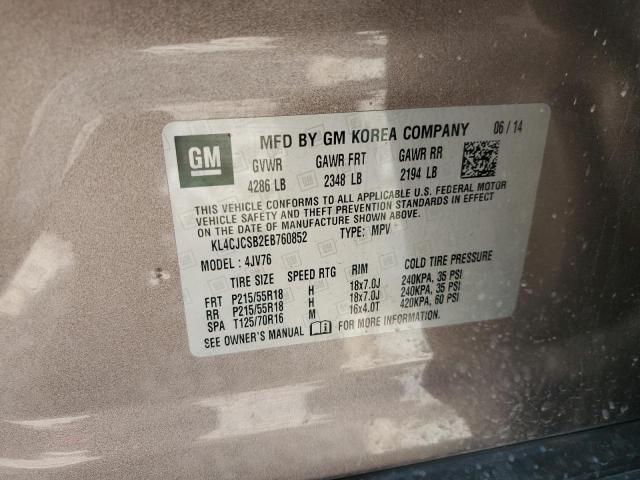 GM
MFD BY GM KOREA COMPANY 06/14
GVWR GAWR FRT GAWR RR
4286 LB 2348 LB 2194 LB
THIS VEHICLE CONFORMS TO ALL APPLICABLE U.S. FEDERAL MOTOR
VEHICLE SAFETY AND THEFT PREVENTION STANDARDS IN EFFECT
ON THE DATE OF MANUFACTURE SHOWN ABOVE.
KL4CJCSB2EB760852 TYPE: MPV
MODEL: 4JV76
TIRE SIZE SPEED RTG RIM COLD TIRE PRESSURE
FRT P215/55R18 H 18x7.0J 240KPA, 35 PSI
RR P215/55R18 H 18x7.0J 240KPA, 35 PSI
SPA T125/70R16 M 16x4.0T 420KPA, 60 PSI
SEE OWNER'S MANUAL FOR MORE INFORMATION.